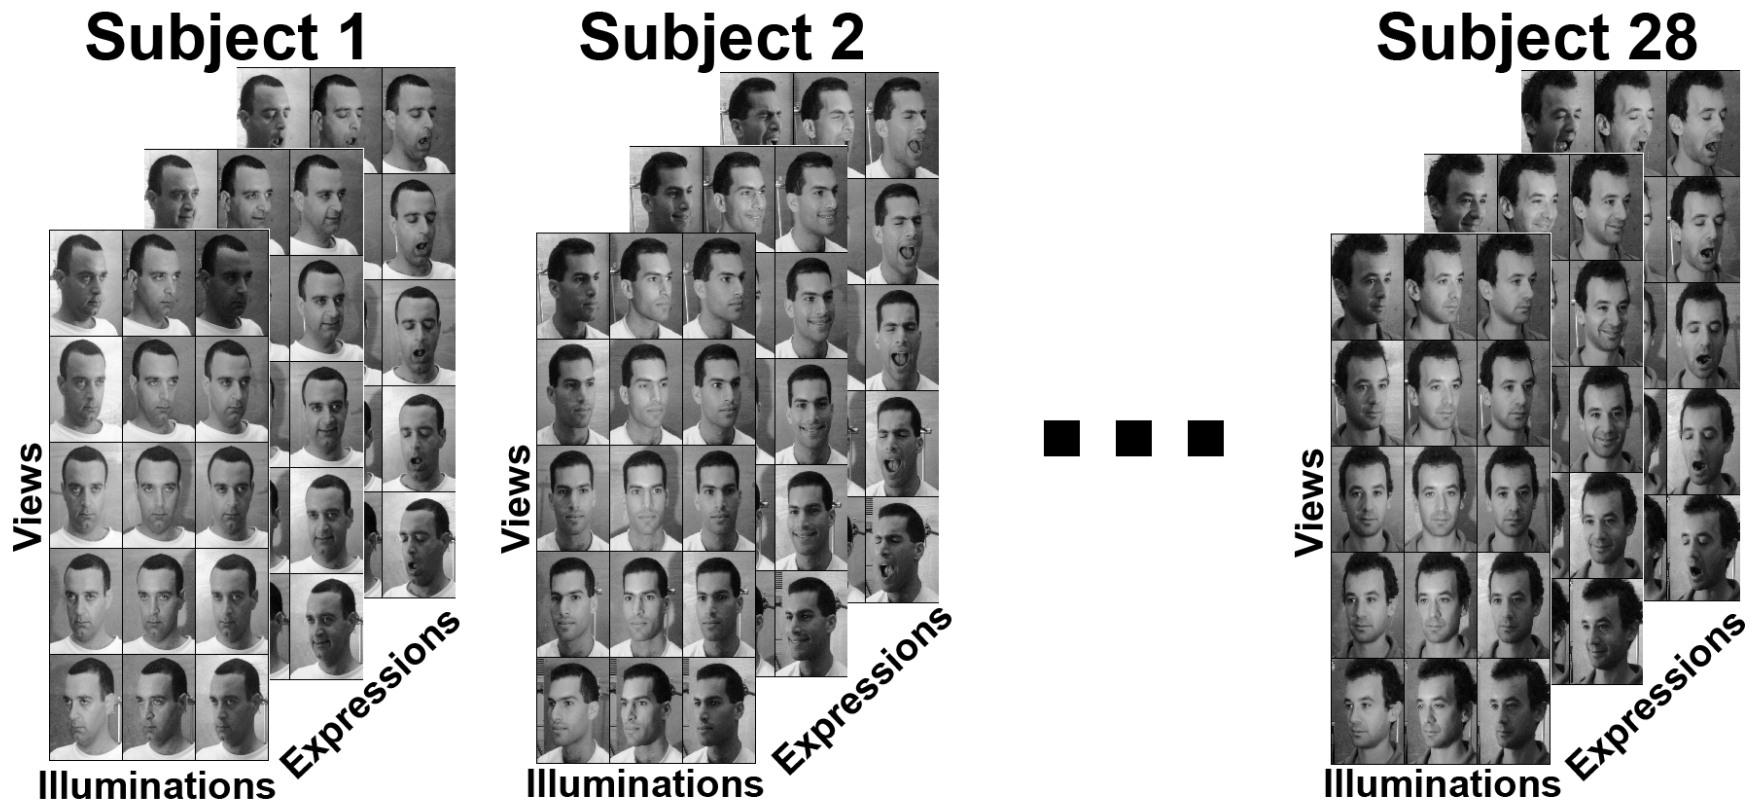 Subject 1
Subject 2
Subject 28
Views
Illuminations
Expressions
Views
Illuminations
Expressions
Views
Illuminations
Expressions